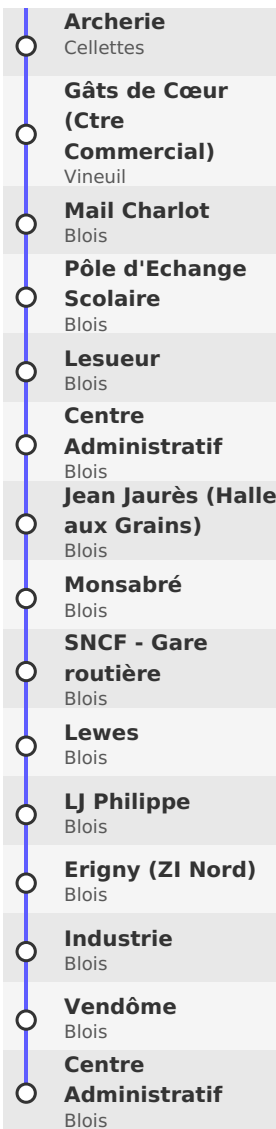 Archerie
Cellettes
Gâts de Cœur
(Ctre
Commercial)
Vineuil
Mail Charlot
Blois
Pôle d'Echange
Scolaire
Blois
Lesueur
Blois
Centre
Administratif
Blois
Jean Jaurès (Halle
aux Grains)
Blois
Monsabré
Blois
SNCF - Gare
routière
Blois
Lewes
Blois
LJ Philippe
Blois
Erigny (ZI Nord)
Blois
Industrie
Blois
Vendôme
Blois
Centre
Administratif
Blois